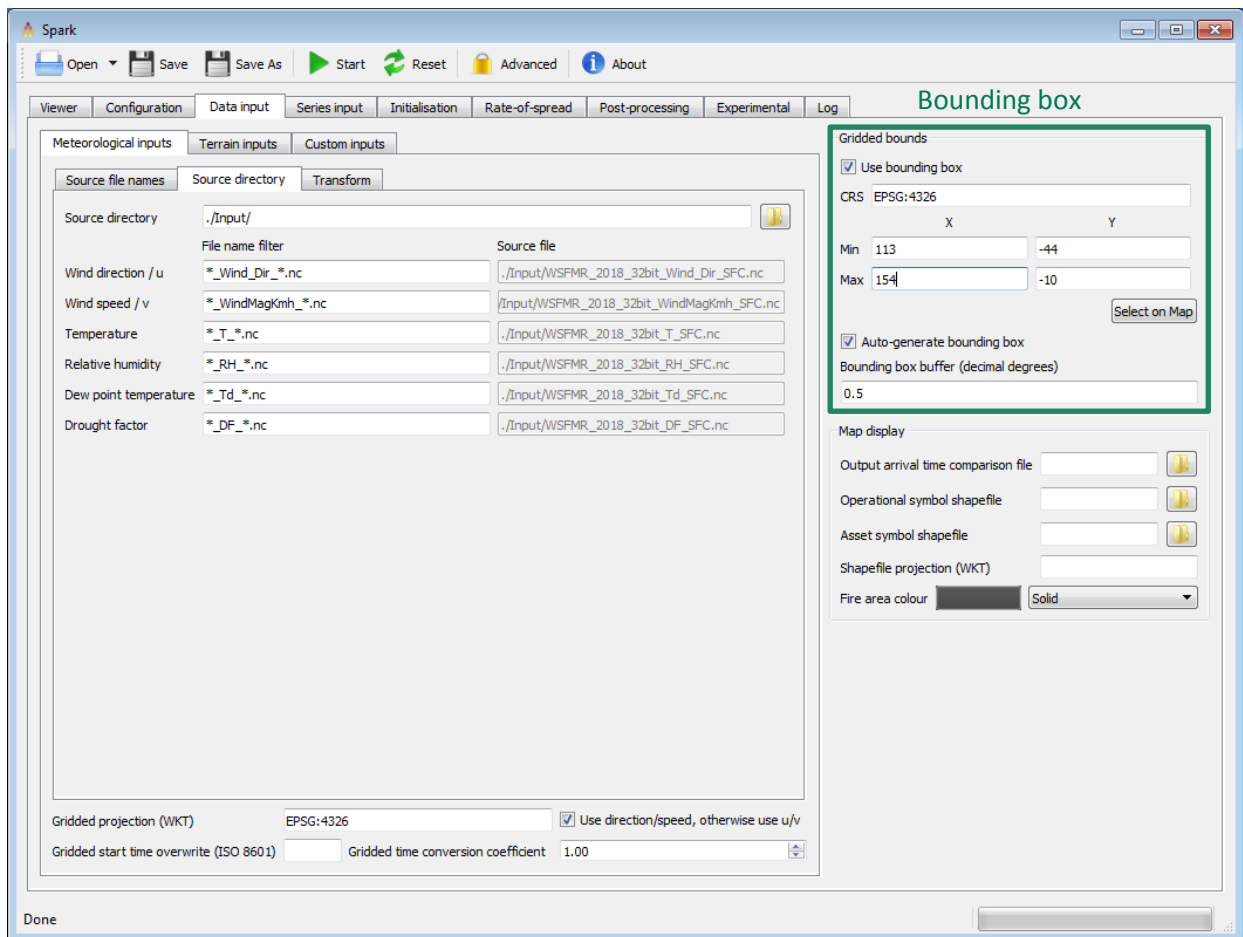 Spark
Open Save Save As Start Reset Advanced About
Viewer Configuration Data input Series input Initialisation Rate-of-spread Post-processing Experimental Log
Bounding box
Meteorological inputs Terrain inputs Custom inputs
Source file names Source directory Transform
Source directory ./Input/
File name filter Source file
Wind direction / u *_Wind_Dir_*.nc ./Input/WSFMR_2018_32bit_Wind_Dir_SFC.nc
Wind speed / v *_WindMagKmh_*.nc /Input/WSFMR_2018_32bit_WindMagKmh_SFC.nc
Temperature *_T_*.nc ./Input/WSFMR_2018_32bit_T_SFC.nc
Relative humidity *_RH_*.nc ./Input/WSFMR_2018_32bit_RH_SFC.nc
Dew point temperature *_Td_*.nc ./Input/WSFMR_2018_32bit_Td_SFC.nc
Drought factor *_DF_*.nc ./Input/WSFMR_2018_32bit_DF_SFC.nc
Gridded projection (WKT) EPSG:4326 Use direction/speed, otherwise use u/v
Gridded start time overwrite (ISO 8601) Gridded time conversion coefficient 1.00
Gridded bounds
Use bounding box
CRS EPSG:4326
X Y
Min 113 -44
Max 154 -10
Select on Map
Auto-generate bounding box
Bounding box buffer (decimal degrees)
0.5
Map display
Output arrival time comparison file
Operational symbol shapefile
Asset symbol shapefile
Shapefile projection (WKT)
Fire area colour Solid
Done